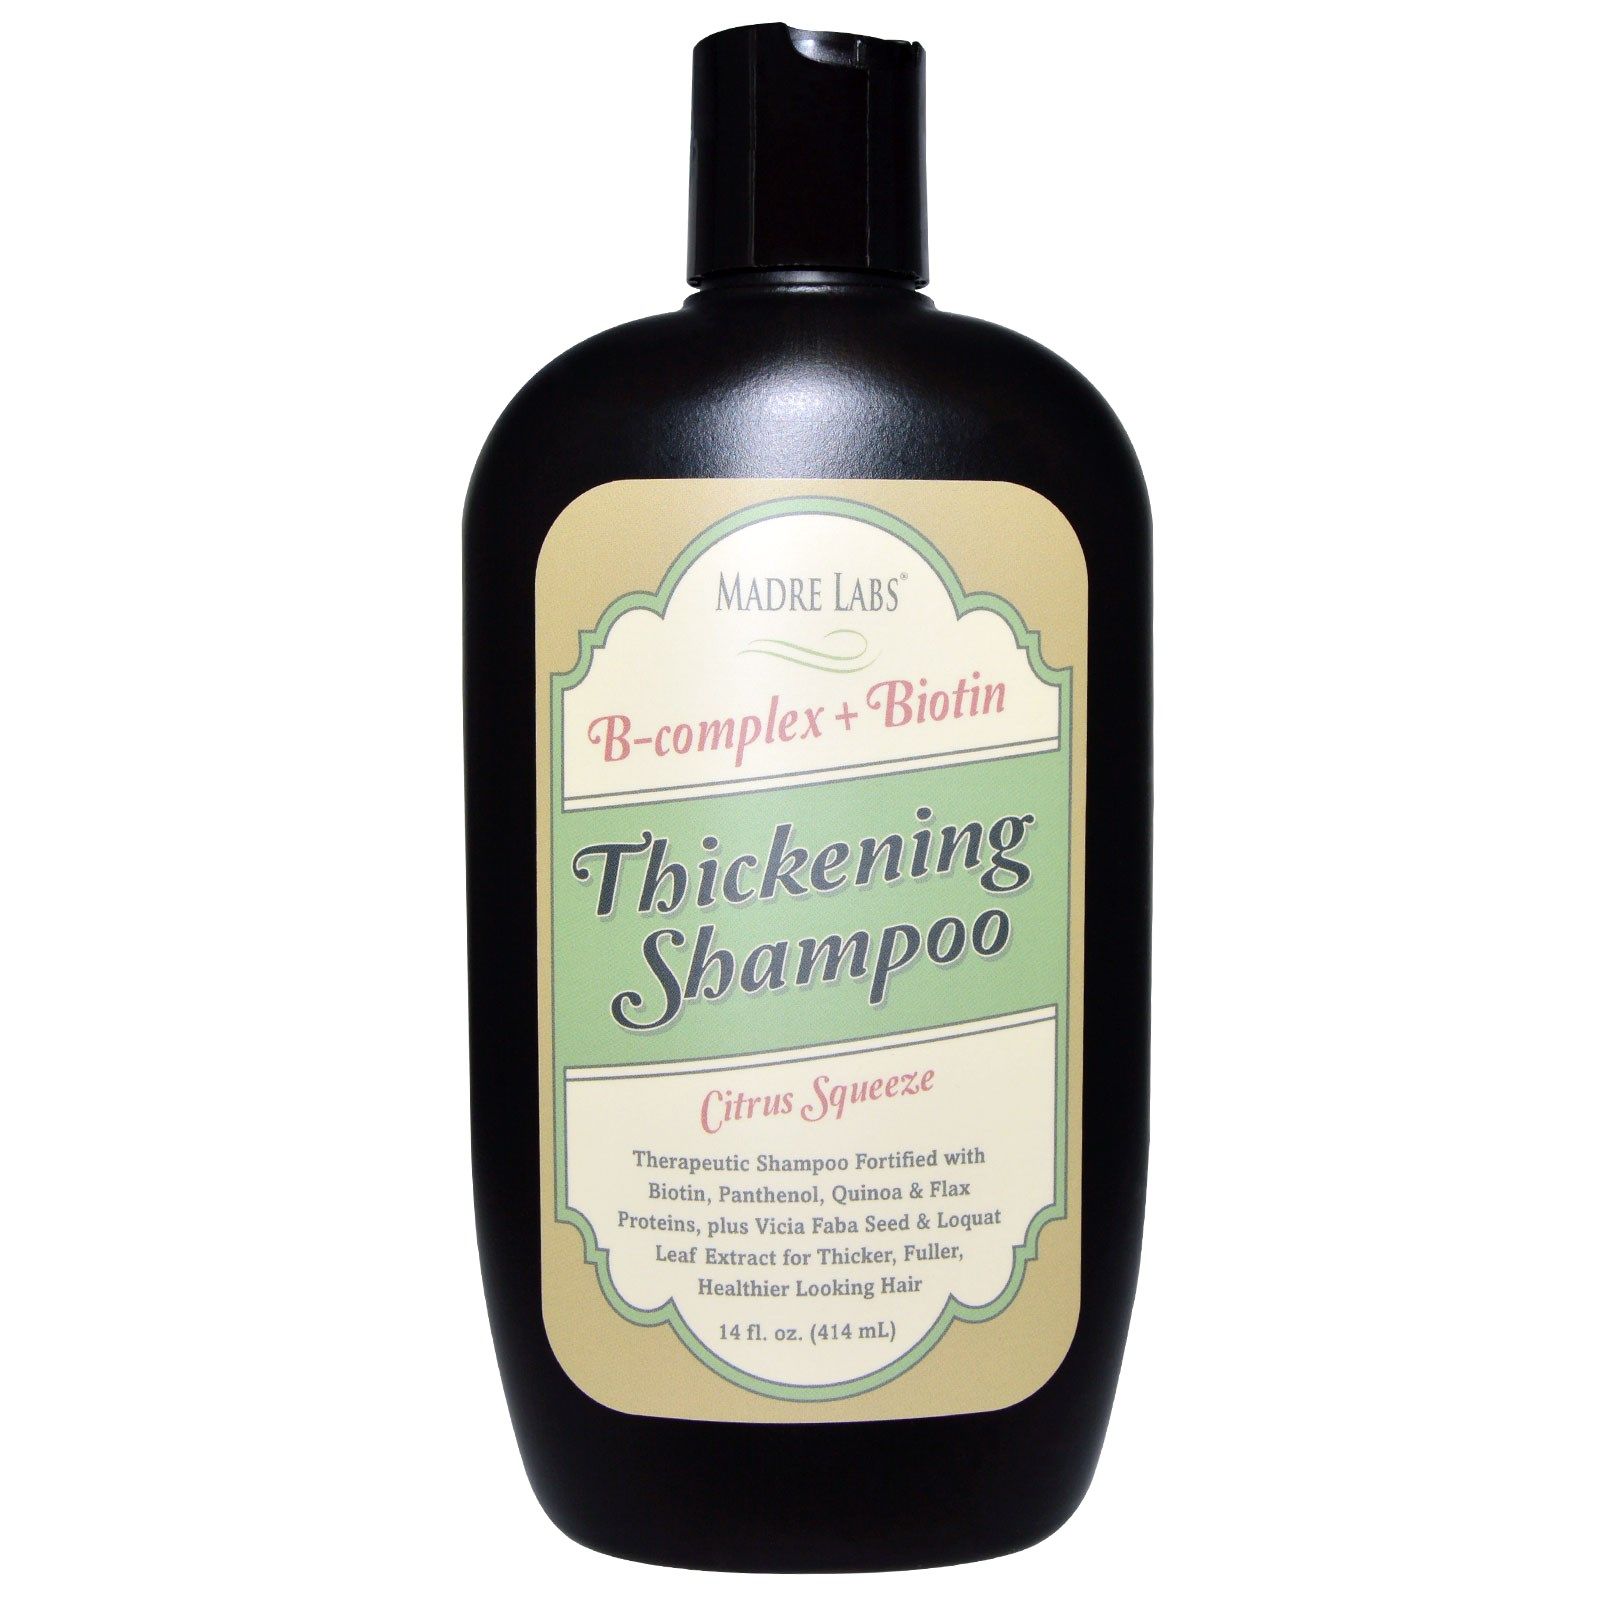 MADRE LABS®
B-complex + Biotin
Thickening
Shampoo
Citrus Squeeze
Therapeutic Shampoo Fortified with
Biotin, Panthenol, Quinoa & Flax
Proteins, plus Vicia Faba Seed & Loquat
Leaf Extract for Thicker, Fuller,
Healthier Looking Hair
14 fl. oz. (414 mL)